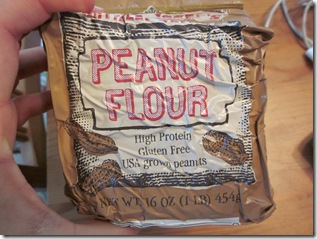 PEANUT
FLOUR
High Protein
Gluten Free
USA grown peanuts
NET WT. 16 OZ (1 LB) 454g